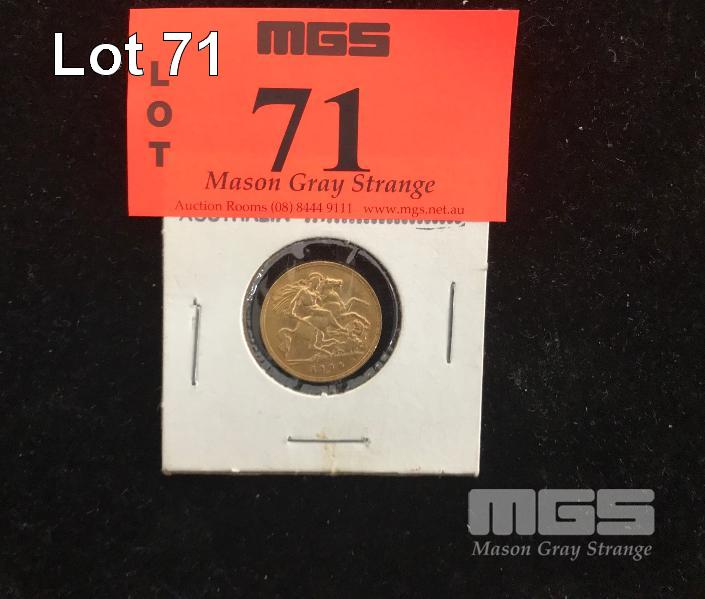 Lot 71
MGS
LOT
71
Mason Gray Strange
Auction Rooms (08) 8444 9111 www.mgs.net.au
AUSTRALIA
MGS
Mason Gray Strange